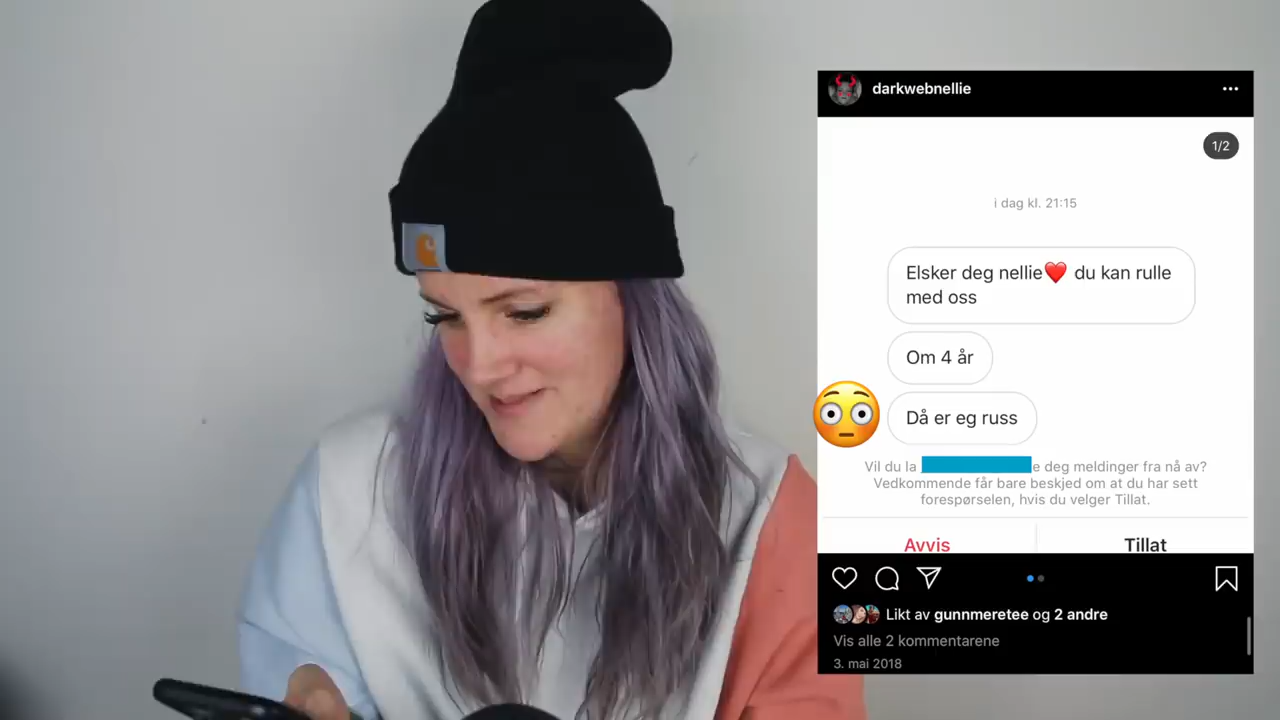 darkwebnellie
1/2
i dag kl. 21:15
Elsker deg nellie❤️ du kan rulle
med oss
Om 4 år
Då er eg russ
Vil du la
e deg meldinger fra nå av?
Vedkommende får bare beskjed om at du har sett
forespørselen, hvis du velger Tillat.
Avvis
Tillat
Likt av gunnmeretee og 2 andre
Vis alle 2 kommentarene
3. mai 2018